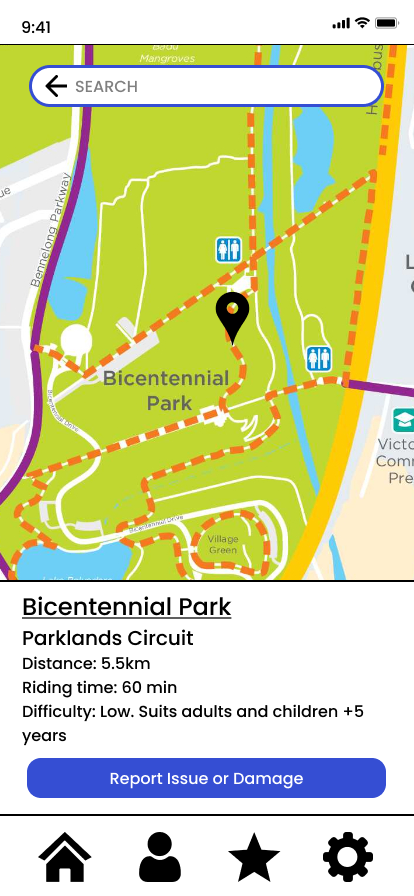 9:41
Mangroves
SEARCH
Bennelong Parkway
Bicentennial
Park
Bicentennial Drive
Victo
Comm
Pre
Bicentennial Drive
Village
Green
Bicentennial Park
Parklands Circuit
Distance: 5.5km
Riding time: 60 min
Difficulty: Low. Suits adults and children +5
years
Report Issue or Damage